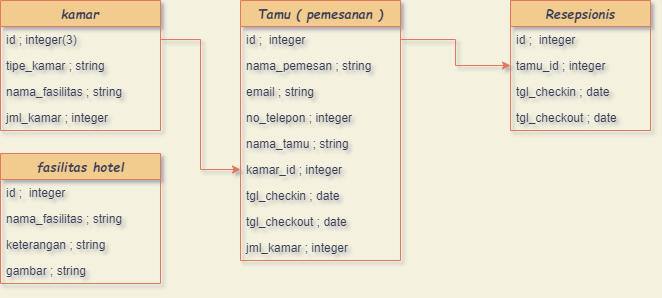 kamar
id ; integer(3)
tipe_kamar ; string
nama_fasilitas ; string
jml_kamar ; integer
fasilitas hotel
id ; integer
nama_fasilitas ; string
keterangan ; string
gambar ; string
Tamu ( pemesanan )
id ; integer
nama_pemesan ; string
email ; string
no_telepon ; integer
nama_tamu ; string
kamar_id ; integer
tgl_checkin ; date
tgl_checkout ; date
jml_kamar ; integer
Resepsionis
id ; integer
tamu_id ; integer
tgl_checkin ; date
tgl_checkout ; date